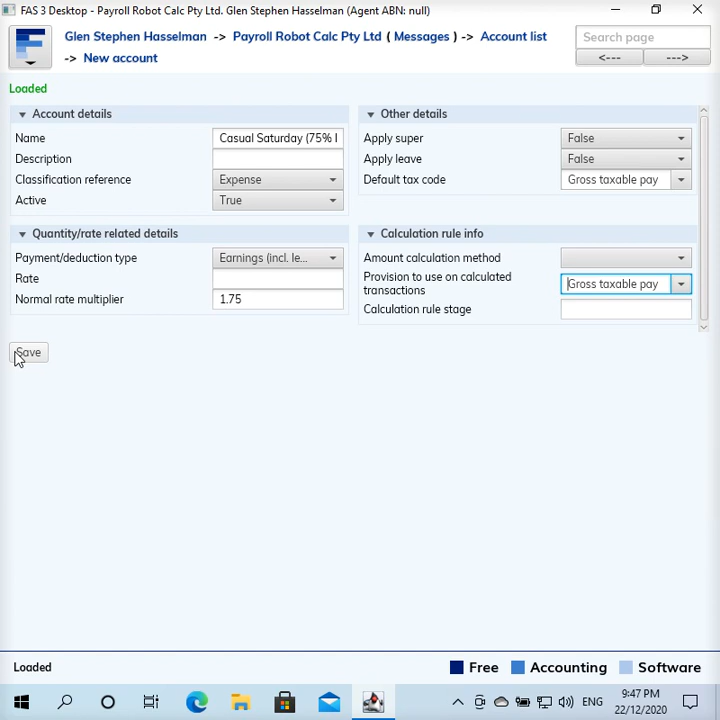 FAS 3 Desktop - Payroll Robot Calc Pty Ltd. Glen Stephen Hasselman (Agent ABN: null)
Glen Stephen Hasselman -> Payroll Robot Calc Pty Ltd ( Messages ) -> Account list
-> New account
Search page
<--- --->
Loaded
Account details
Name Casual Saturday (75% l
Description
Classification reference Expense
Active True
Other details
Apply super False
Apply leave False
Default tax code Gross taxable pay
Quantity/rate related details
Payment/deduction type Earnings (incl. le...
Rate
Normal rate multiplier 1.75
Calculation rule info
Amount calculation method
Provision to use on calculated
transactions Gross taxable pay
Calculation rule stage
Save
Loaded
Free Accounting Software
ENG
9:47 PM
22/12/2020